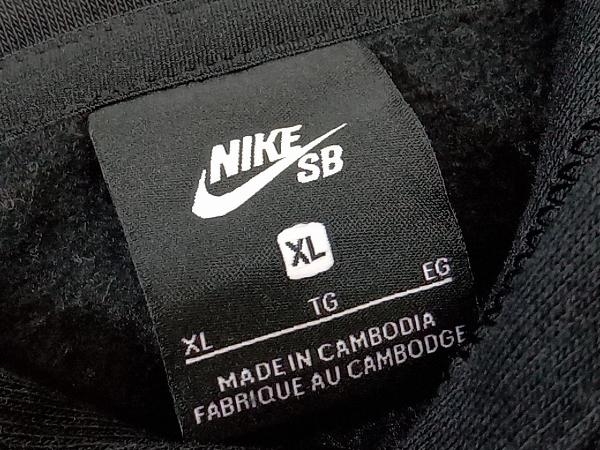 NIKE
SB
XL
XL TG EG
MADE IN CAMBODIA
FABRIQUE AU CAMBODGE